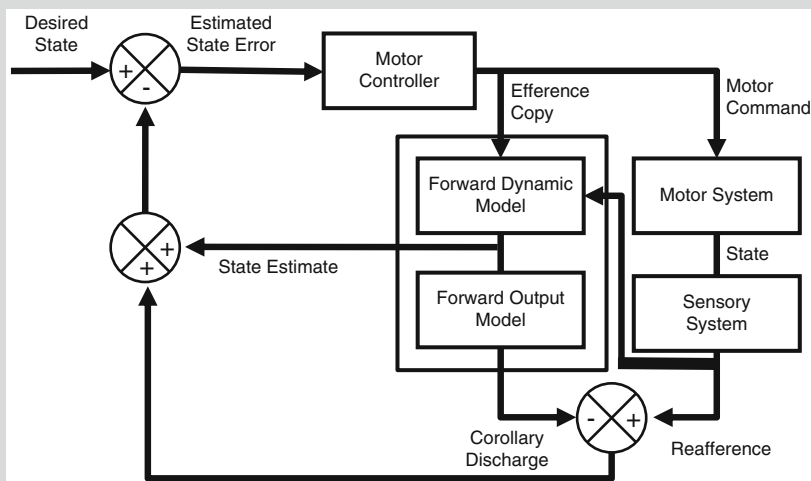 Desired
State
Estimated
State Error
+
-
Motor
Controller
Efference
Copy
Motor
Command
Forward Dynamic
Model
Motor System
+
+
State Estimate
State
Forward Output
Model
Sensory
System
-
+
Corollary
Discharge
Reafference